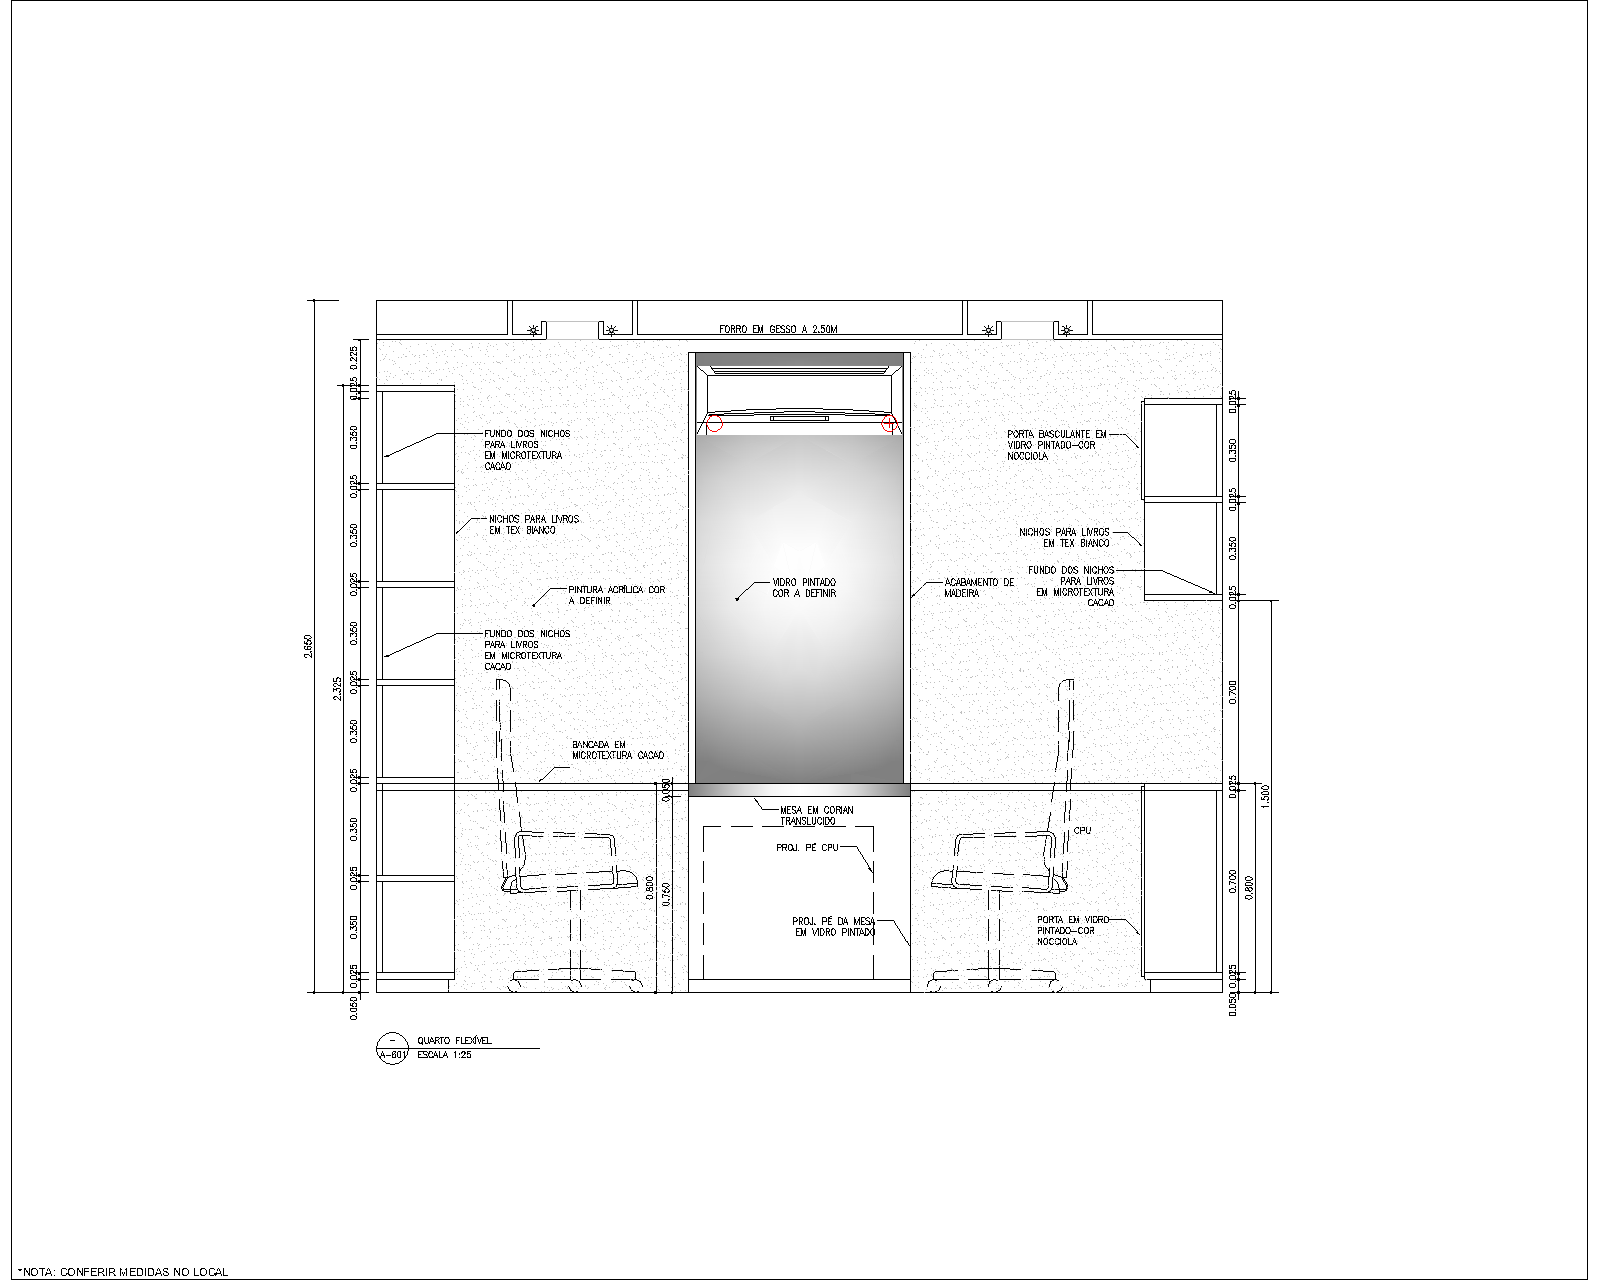 FORRO EM GESSO A 2.50M
0.225
0.025
0.350
0.025
0.350
0.025
0.350
0.025
0.350
0.025
0.350
0.025
0.350
0.025
0.050
2.650
2.325
FUNDO DOS NICHOS
PARA LIVROS
EM MICROTEXTURA
CACAO
NICHOS PARA LIVROS
EM TEX BIANCO
PINTURA ACRÍLICA COR
A DEFINIR
FUNDO DOS NICHOS
PARA LIVROS
EM MICROTEXTURA
CACAO
BANCADA EM
MICROTEXTURA CACAO
0.050
0.800
0.750
VIDRO PINTADO
COR A DEFINIR
MESA EM CORIAN
TRANSLUCIDO
PROJ. PÉ CPU
PROJ. PÉ DA MESA
EM VIDRO PINTADO
ACABAMENTO DE
MADEIRA
PORTA BASCULANTE EM
VIDRO PINTADO-COR
NOCCIOLA
NICHOS PARA LIVROS
EM TEX BIANCO
FUNDO DOS NICHOS
PARA LIVROS
EM MICROTEXTURA
CACAO
CPU
PORTA EM VIDRO
PINTADO-COR
NOCCIOLA
0.025
0.350
0.025
0.350
0.025
0.700
0.025
0.700
0.025
0.050
0.800
1.500
-
A-601
QUARTO FLEXÍVEL
ESCALA 1:25
*NOTA: CONFERIR MEDIDAS NO LOCAL